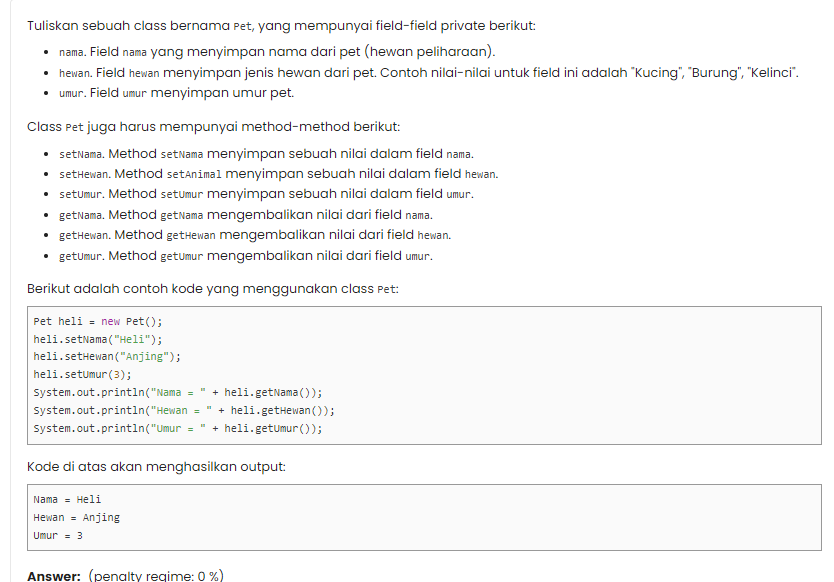 Tuliskan sebuah class bernama Pet, yang mempunyai field-field private berikut:
• nama. Field nama yang menyimpan nama dari pet (hewan peliharaan).
• hewan. Field hewan menyimpan jenis hewan dari pet. Contoh nilai-nilai untuk field ini adalah "Kucing", "Burung", "Kelinci".
• umur. Field umur menyimpan umur pet.
Class Pet juga harus mempunyai method-method berikut:
• setNama. Method setNama menyimpan sebuah nilai dalam field nama.
• setHewan. Method setAnimal menyimpan sebuah nilai dalam field hewan.
• setUmur. Method setUmur menyimpan sebuah nilai dalam field umur.
• getNama. Method getNama mengembalikan nilai dari field nama.
• getHewan. Method getHewan mengembalikan nilai dari field hewan.
• getUmur. Method getUmur mengembalikan nilai dari field umur.
Berikut adalah contoh kode yang menggunakan class Pet:
Pet heli = new Pet();
heli.setNama("Heli");
heli.setHewan("Anjing");
heli.setUmur(3);
System.out.println("Nama = " + heli.getNama());
System.out.println("Hewan = " + heli.getHewan());
System.out.println("Umur = " + heli.getUmur());
Kode di atas akan menghasilkan output:
Nama = Heli
Hewan = Anjing
Umur = 3
Answer: (penalty regime: 0 %)